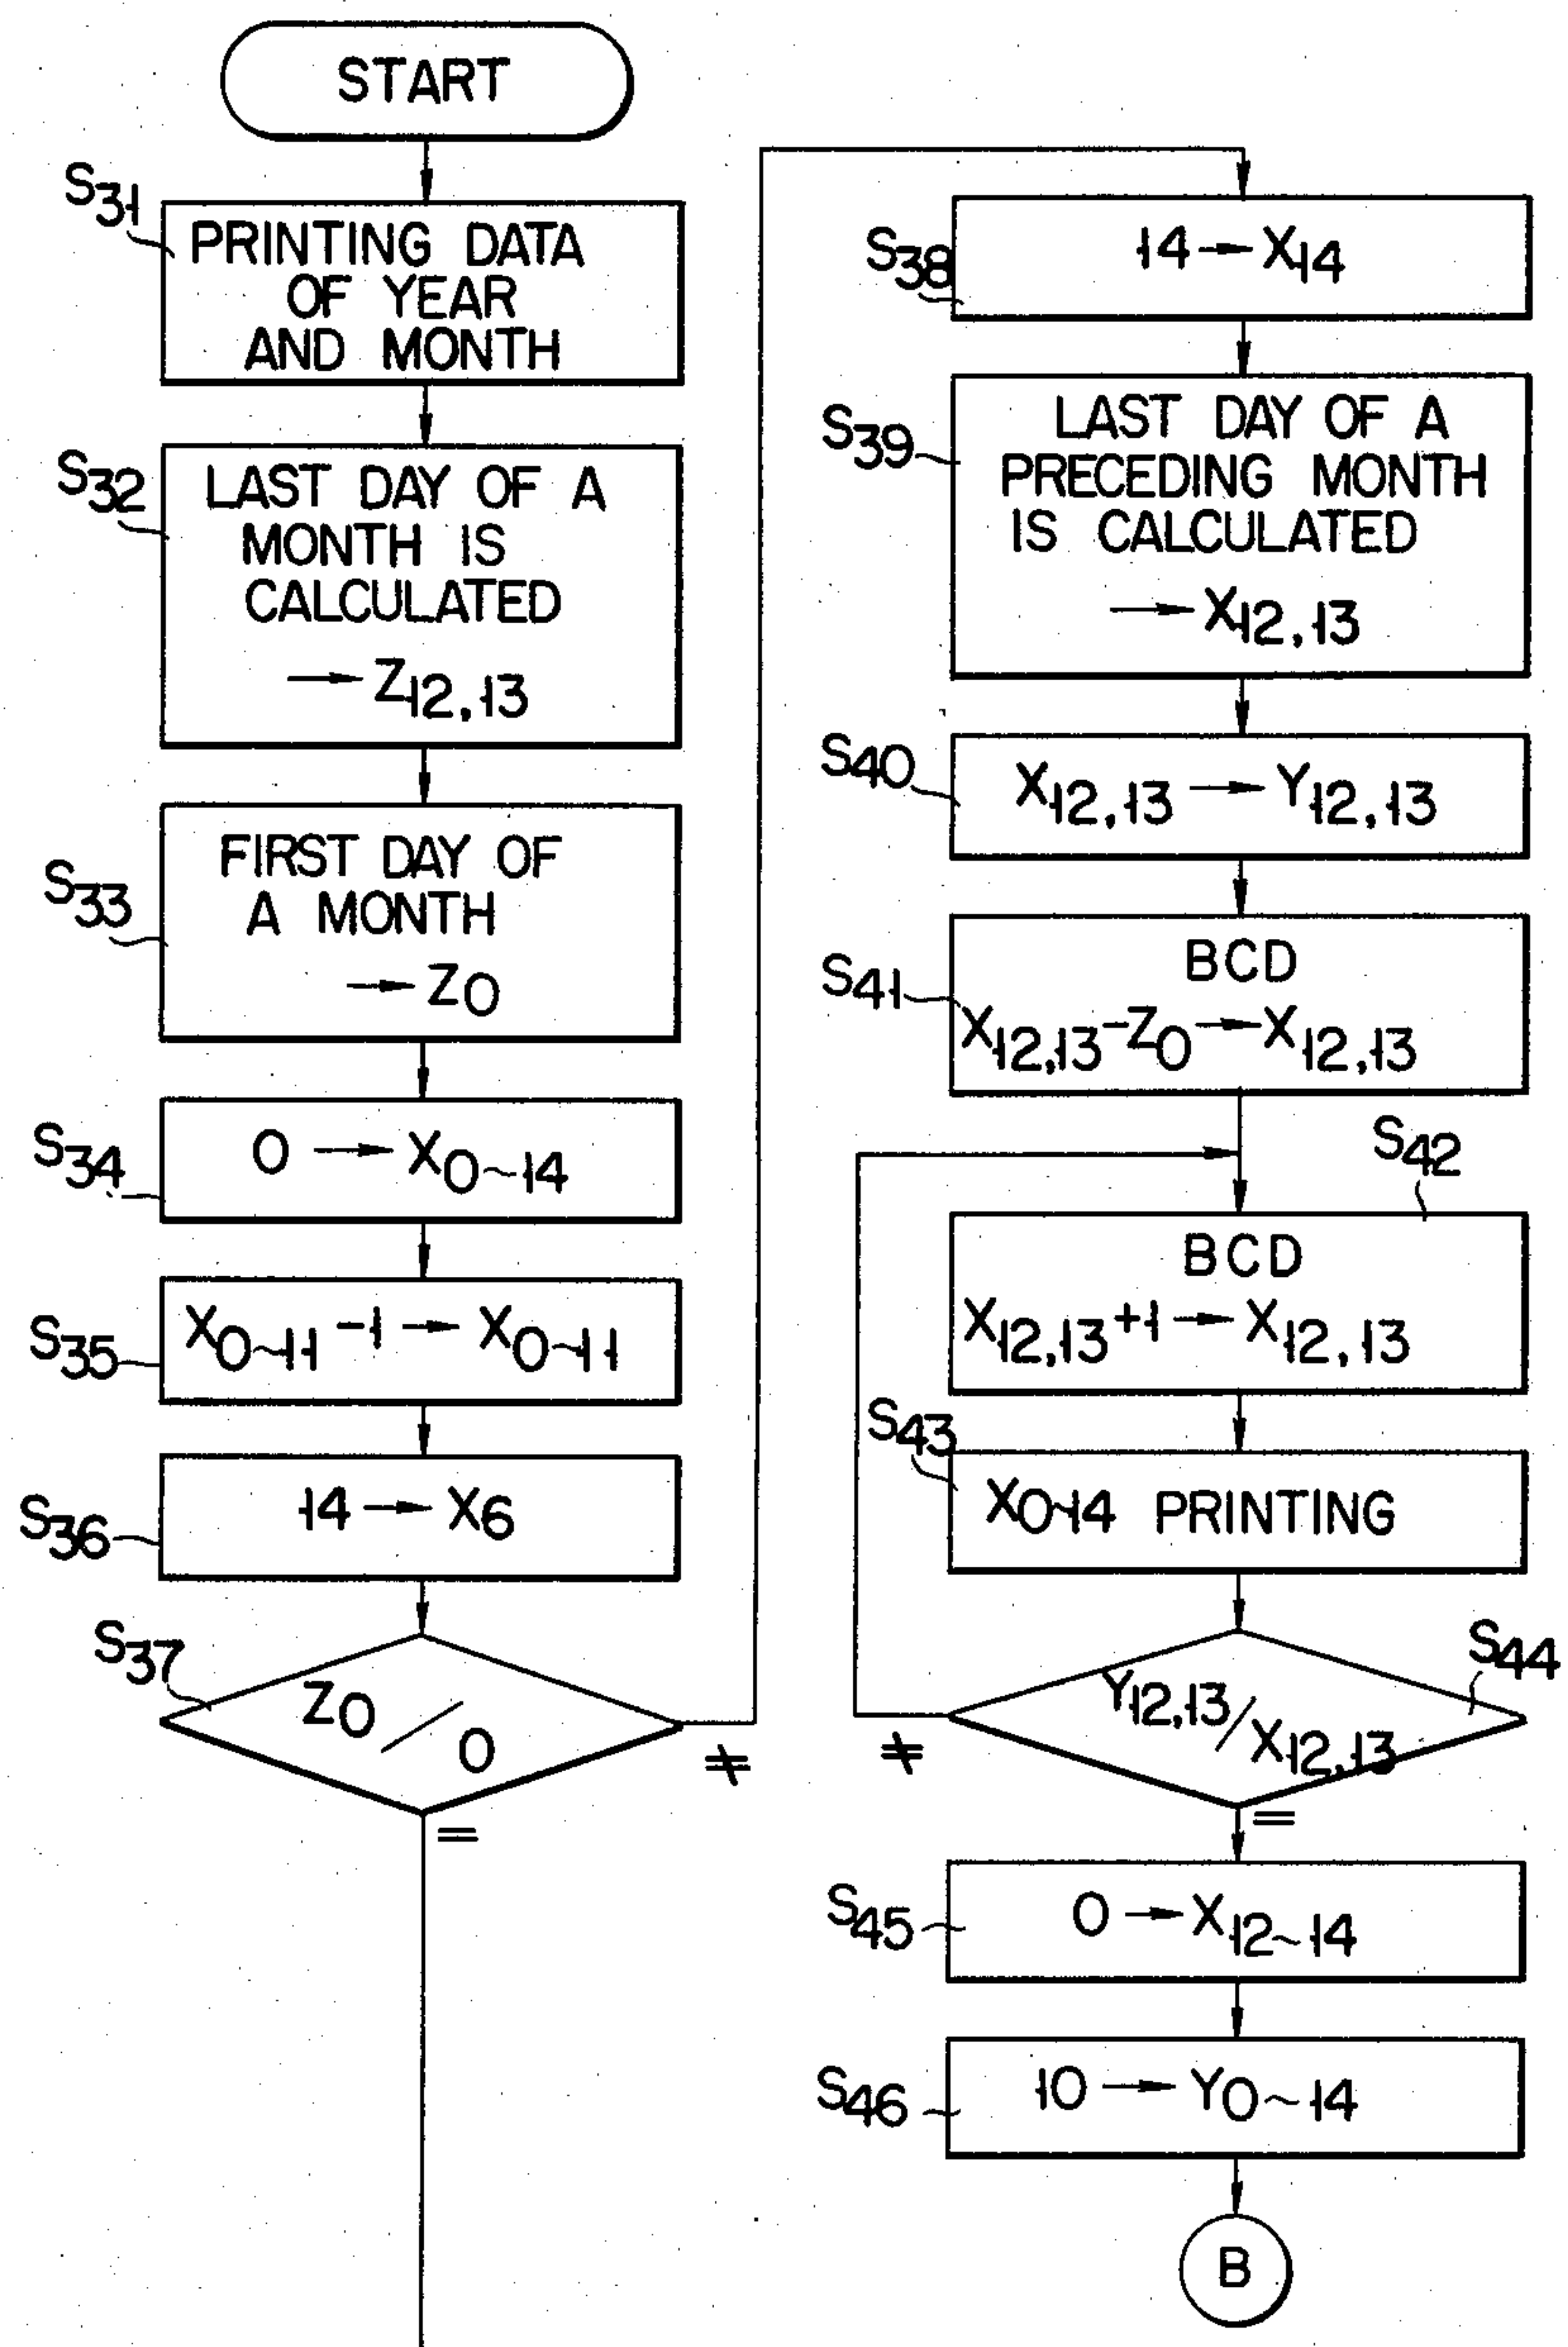 START
S31
PRINTING DATA
OF YEAR
AND MONTH
S32
LAST DAY OF A
MONTH IS
CALCULATED
→ Z12,13
S33
FIRST DAY OF
A MONTH
→ Z0
S34
0 → X0~14
S35
X0~11 -1 → X0~11
S36
14 → X6
S37
Z0 / 0
≠
=
S38
14 → X14
S39
LAST DAY OF A
PRECEDING MONTH
IS CALCULATED
→ X12,13
S40
X12,13 → Y12,13
S41
BCD
X12,13 -Z0 → X12,13
S42
BCD
X12,13 +1 → X12,13
S43
X0~14 PRINTING
S44
Y12,13 / X12,13
≠
=
S45
0 → X12~14
S46
10 → Y0~14
B